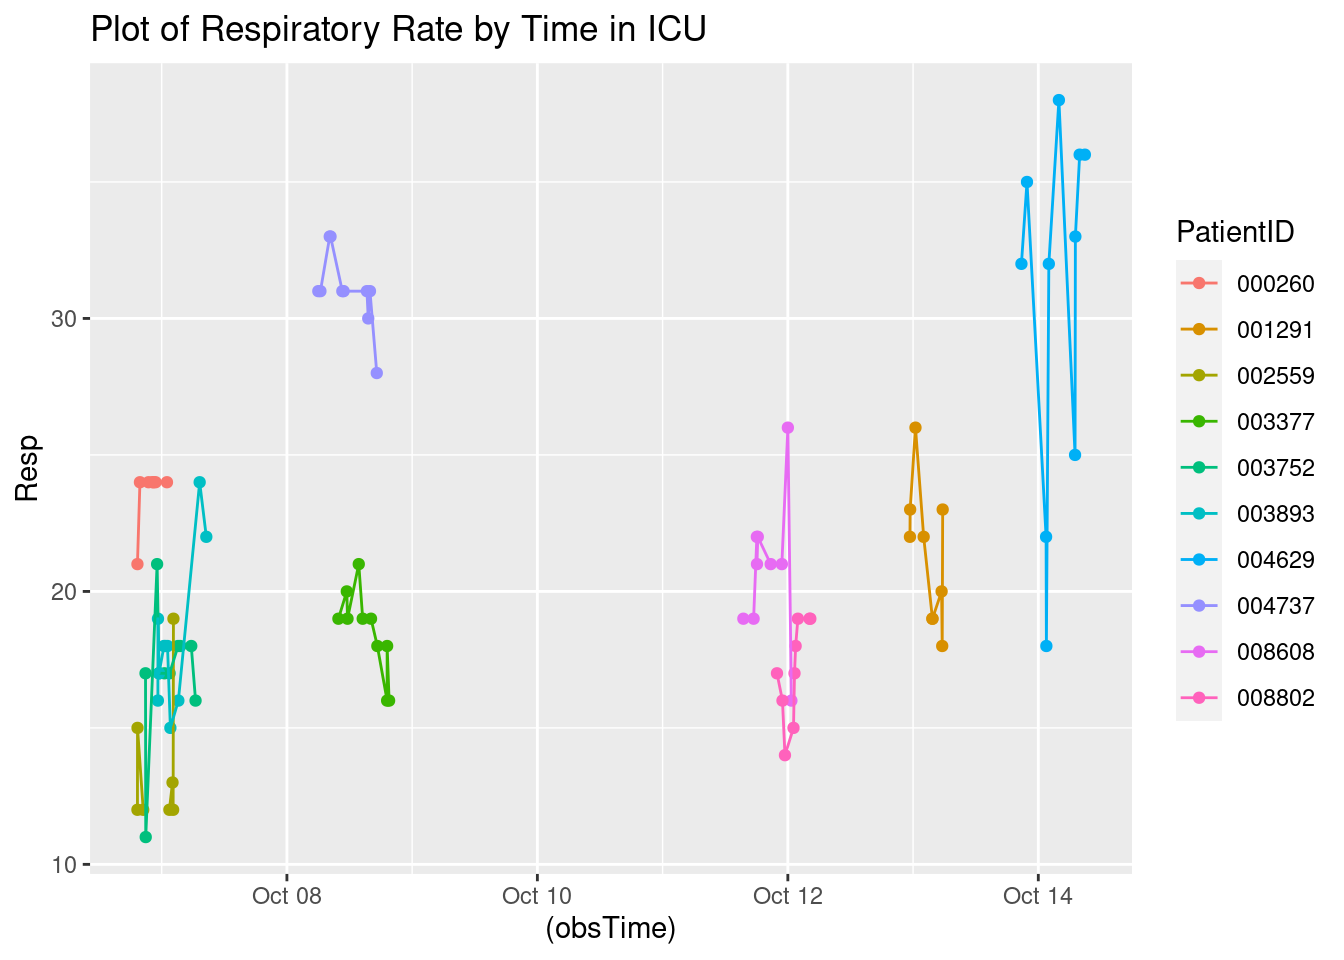 Plot of Respiratory Rate by Time in ICU
Resp
30
20
10
Oct 08
Oct 10
Oct 12
Oct 14
(obsTime)
PatientID
000260
001291
002559
003377
003752
003893
004629
004737
008608
008802